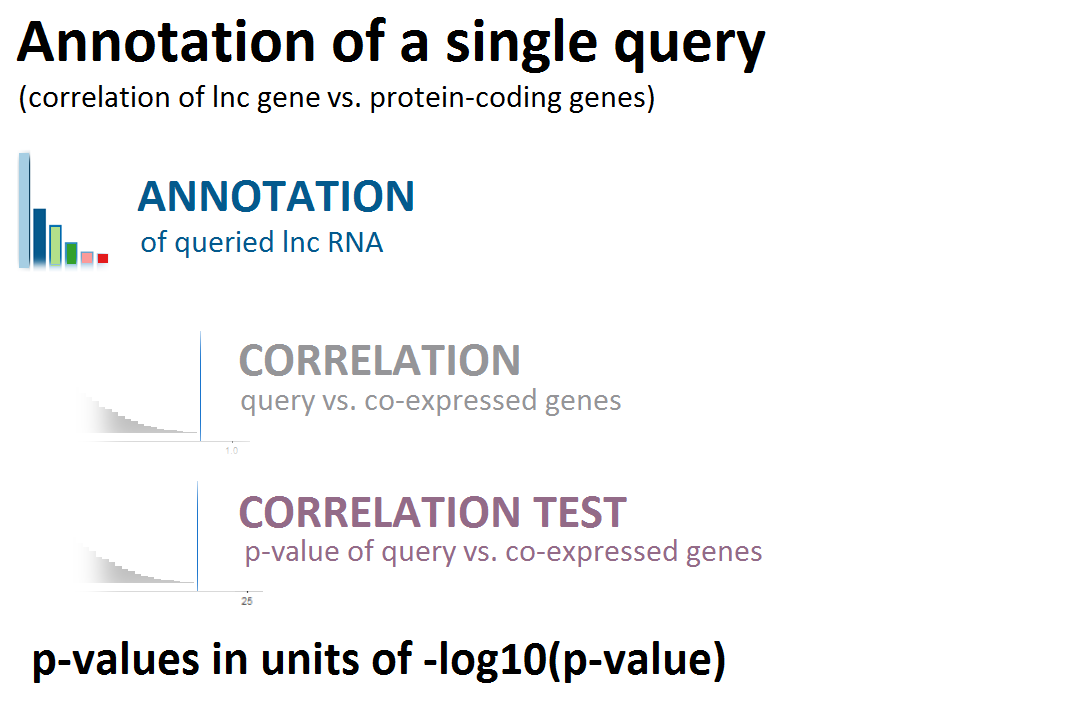 Annotation of a single query
(correlation of lnc gene vs. protein-coding genes)
ANNOTATION
of queried lnc RNA
CORRELATION
query vs. co-expressed genes
1.0
CORRELATION TEST
p-value of query vs. co-expressed genes
25
p-values in units of -log10(p-value)